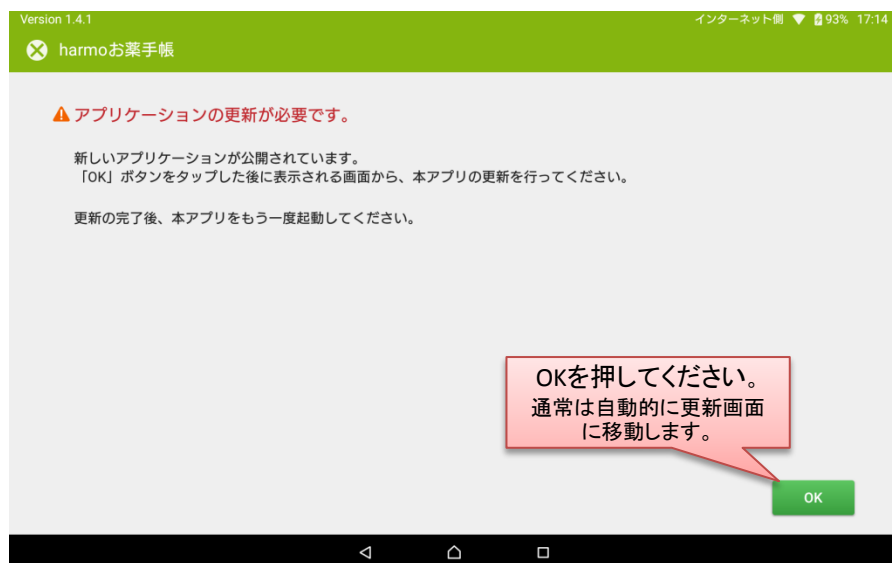 Version 1.4.1
インターネット側 93% 17:14
harmoお薬手帳
アプリケーションの更新が必要です。
新しいアプリケーションが公開されています。
「OK」ボタンをタップした後に表示される画面から、本アプリの更新を行ってください。
更新の完了後、本アプリをもう一度起動してください。
OKを押してください。
通常は自動的に更新画面
に移動します。
OK